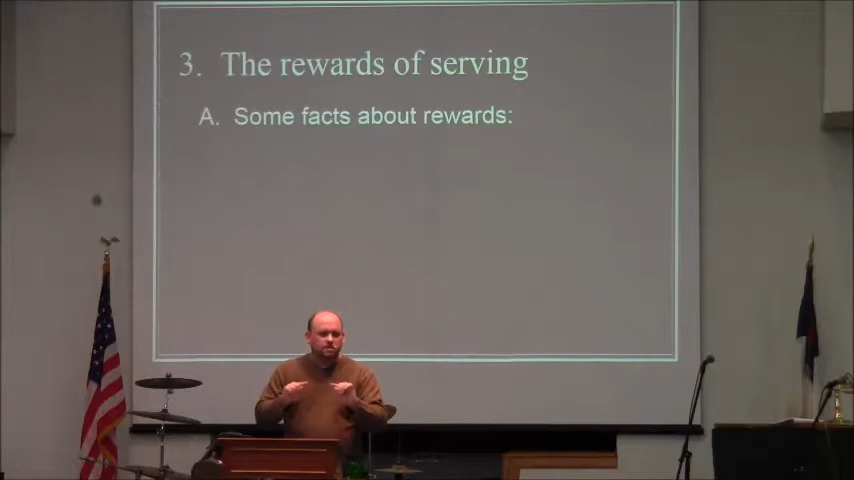 3. The rewards of serving
A. Some facts about rewards: